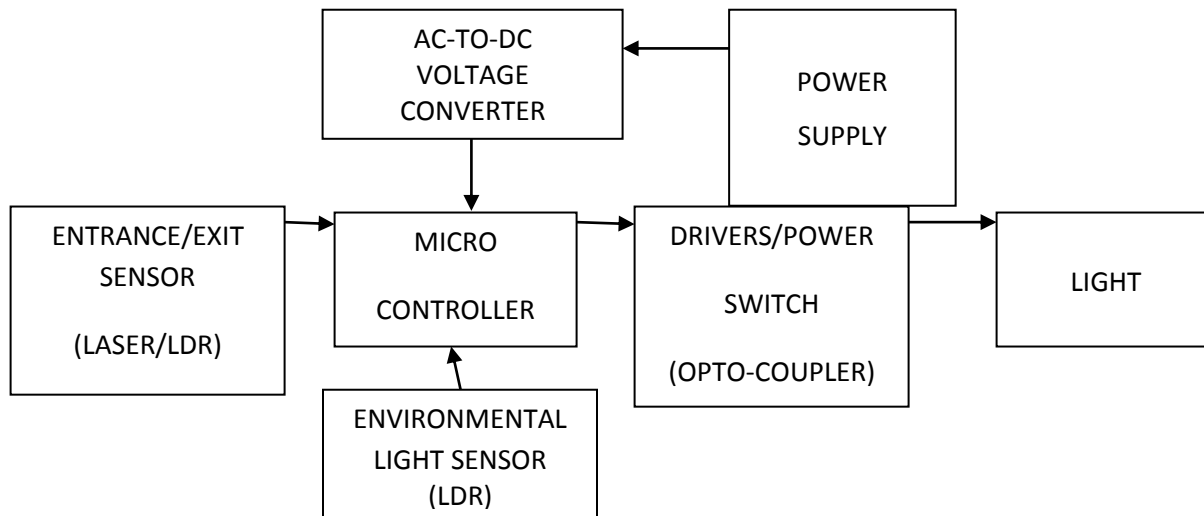 AC-TO-DC
VOLTAGE
CONVERTER
POWER
SUPPLY
ENTRANCE/EXIT
SENSOR
(LASER/LDR)
MICRO
CONTROLLER
DRIVERS/POWER
SWITCH
(OPTO-COUPLER)
LIGHT
ENVIRONMENTAL
LIGHT SENSOR
(LDR)